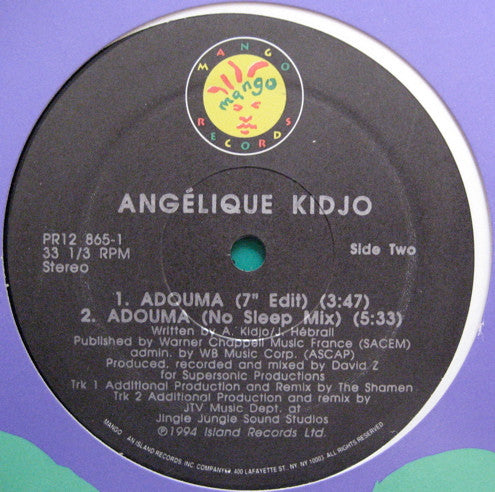 MANGO
mango
RECORDS
ANGÉLIQUE KIDJO
PR12 865-1
33 1/3 RPM
Stereo
Side Two
1. ADOUMA (7" Edit) (3:47)
2. ADOUMA (No Sleep Mix) (5:33)
Written by A. Kidjo/J. Hébrail
Published by Warner Chappell Music France (SACEM)
admin. by WB Music Corp. (ASCAP)
Produced, recorded and mixed by David Z
for Supersonic Productions
Trk 1 Additional Production and Remix by The Shamen
Trk 2 Additional Production and remix by
JTV Music Dept. at
Jingle Jungle Sound Studios
℗1994 Island Records Ltd.
MANGO - AN ISLAND RECORDS, INC. COMPANY, 400 LAFAYETTE ST. NY. NY 10003. ALL RIGHTS RESERVED.